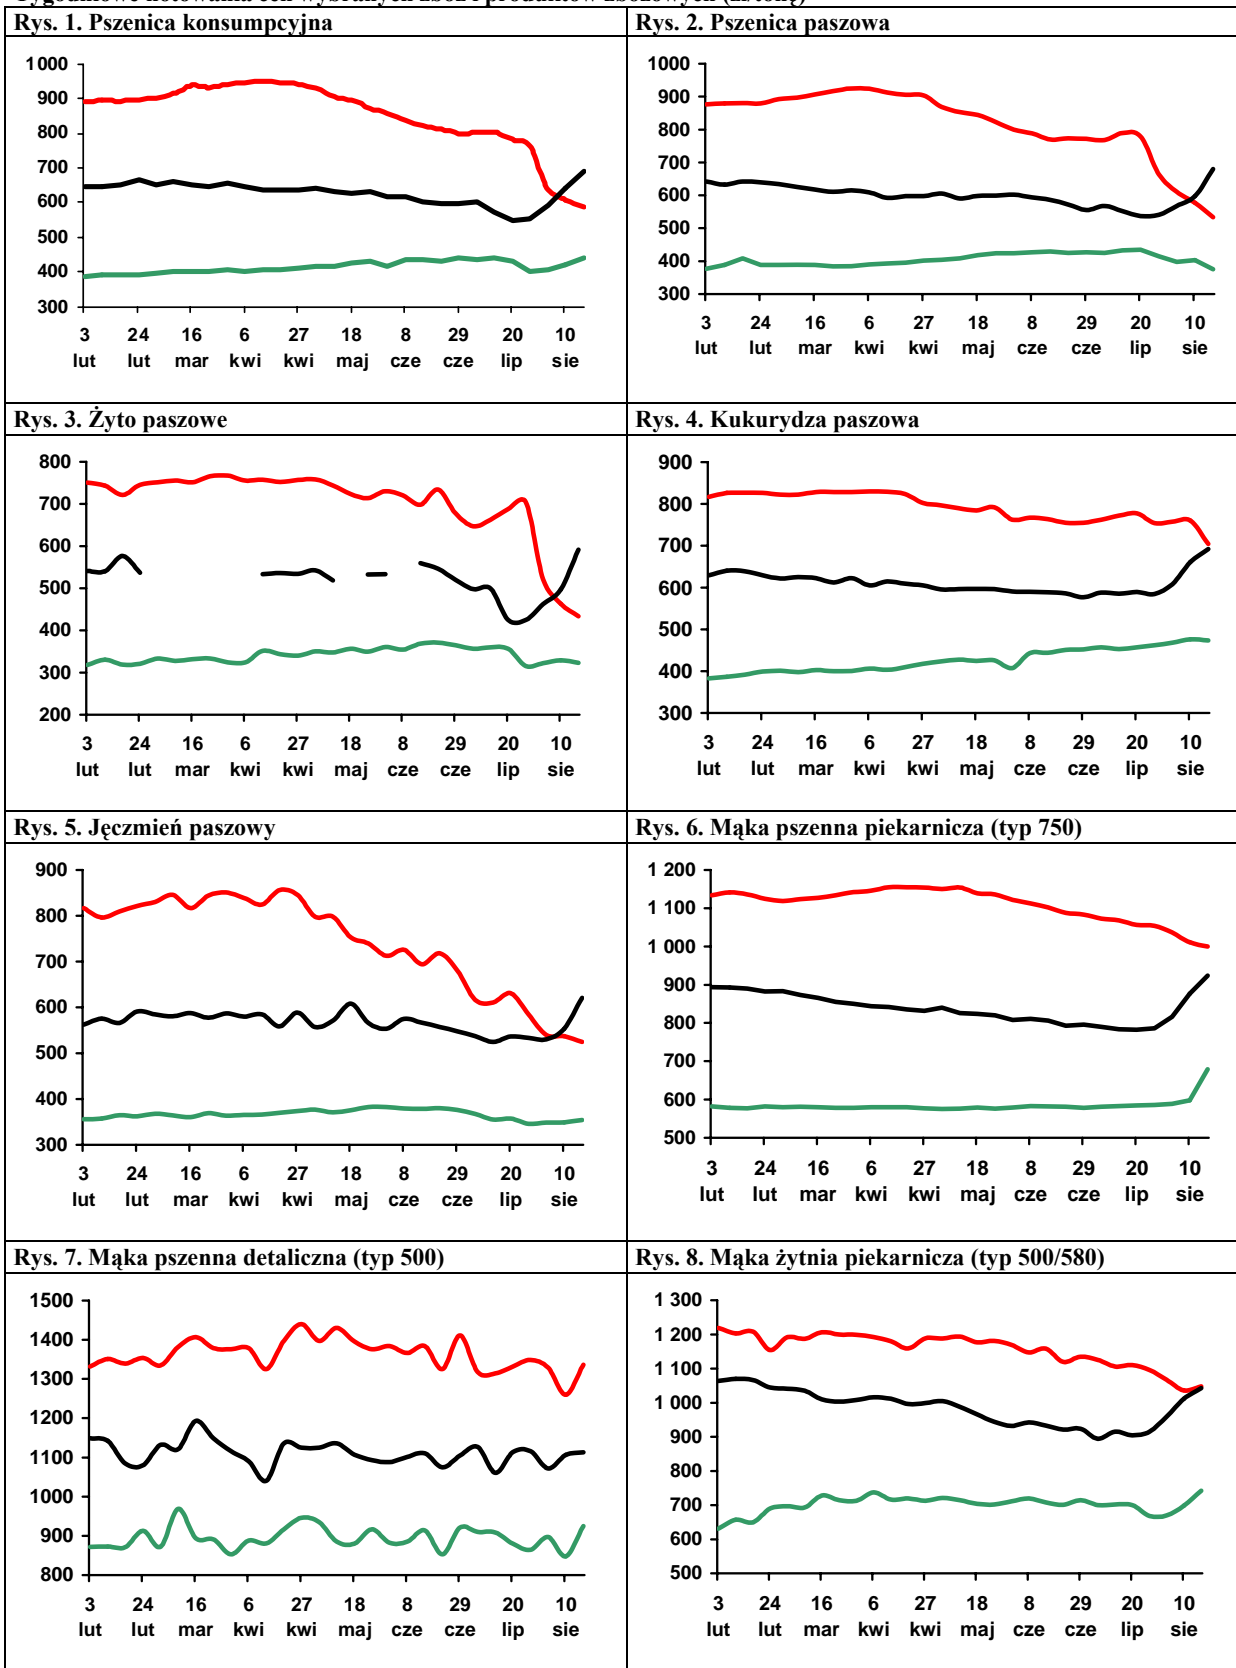 Tygodniowe notowania cen wybranych zbóż i produktów zbożowych (zł/tonę)
Rys. 1. Pszenica konsumpcyjna
1000
900
800
700
600
500
400
300
3 24 16 6 27 18 8 29 20 10
lut lut mar kwi kwi maj cze cze lip sie
Rys. 2. Pszenica paszowa
1000
900
800
700
600
500
400
300
3 24 16 6 27 18 8 29 20 10
lut lut mar kwi kwi maj cze cze lip sie
Rys. 3. Żyto paszowe
800
700
600
500
400
300
200
3 24 16 6 27 18 8 29 20 10
lut lut mar kwi kwi maj cze cze lip sie
Rys. 4. Kukurydza paszowa
900
800
700
600
500
400
300
3 24 16 6 27 18 8 29 20 10
lut lut mar kwi kwi maj cze cze lip sie
Rys. 5. Jęczmień paszowy
900
800
700
600
500
400
300
3 24 16 6 27 18 8 29 20 10
lut lut mar kwi kwi maj cze cze lip sie
Rys. 6. Mąka pszenna piekarnicza (typ 750)
1 200
1 100
1 000
900
800
700
600
500
3 24 16 6 27 18 8 29 20 10
lut lut mar kwi kwi maj cze cze lip sie
Rys. 7. Mąka pszenna detaliczna (typ 500)
1500
1400
1300
1200
1100
1000
900
800
3 24 16 6 27 18 8 29 20 10
lut lut mar kwi kwi maj cze cze lip sie
Rys. 8. Mąka żytnia piekarnicza (typ 500/580)
1 300
1 200
1 100
1 000
900
800
700
600
500
3 24 16 6 27 18 8 29 20 10
lut lut mar kwi kwi maj cze cze lip sie